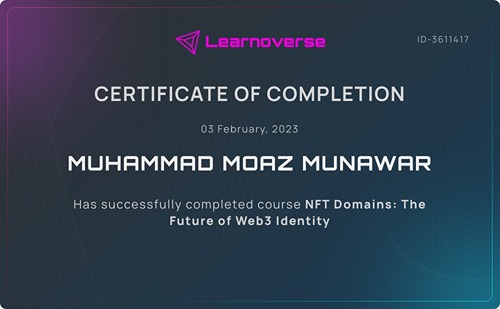 Learnoverse
ID-3611417
CERTIFICATE OF COMPLETION
03 February, 2023
MUHAMMAD MOAZ MUNAWAR
Has successfully completed course NFT Domains: The
Future of Web3 Identity